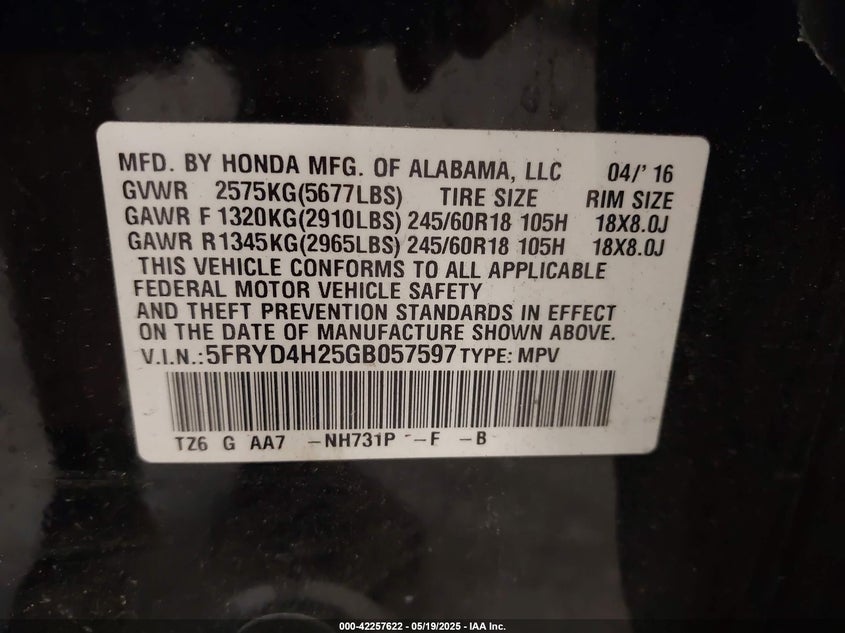 MFD. BY HONDA MFG. OF ALABAMA, LLC 04/' 16
GVWR 2575KG(5677LBS) TIRE SIZE RIM SIZE
GAWR F 1320KG(2910LBS) 245/60R18 105H 18X8.0J
GAWR R1345KG(2965LBS) 245/60R18 105H 18X8.0J
THIS VEHICLE CONFORMS TO ALL APPLICABLE
FEDERAL MOTOR VEHICLE SAFETY
AND THEFT PREVENTION STANDARDS IN EFFECT
ON THE DATE OF MANUFACTURE SHOWN ABOVE.
V.I.N.:5FRYD4H25GB057597 TYPE: MPV
TZ6 G AA7 -NH731P --F -B
000-42257622 - 05/19/2025 - IAA Inc.